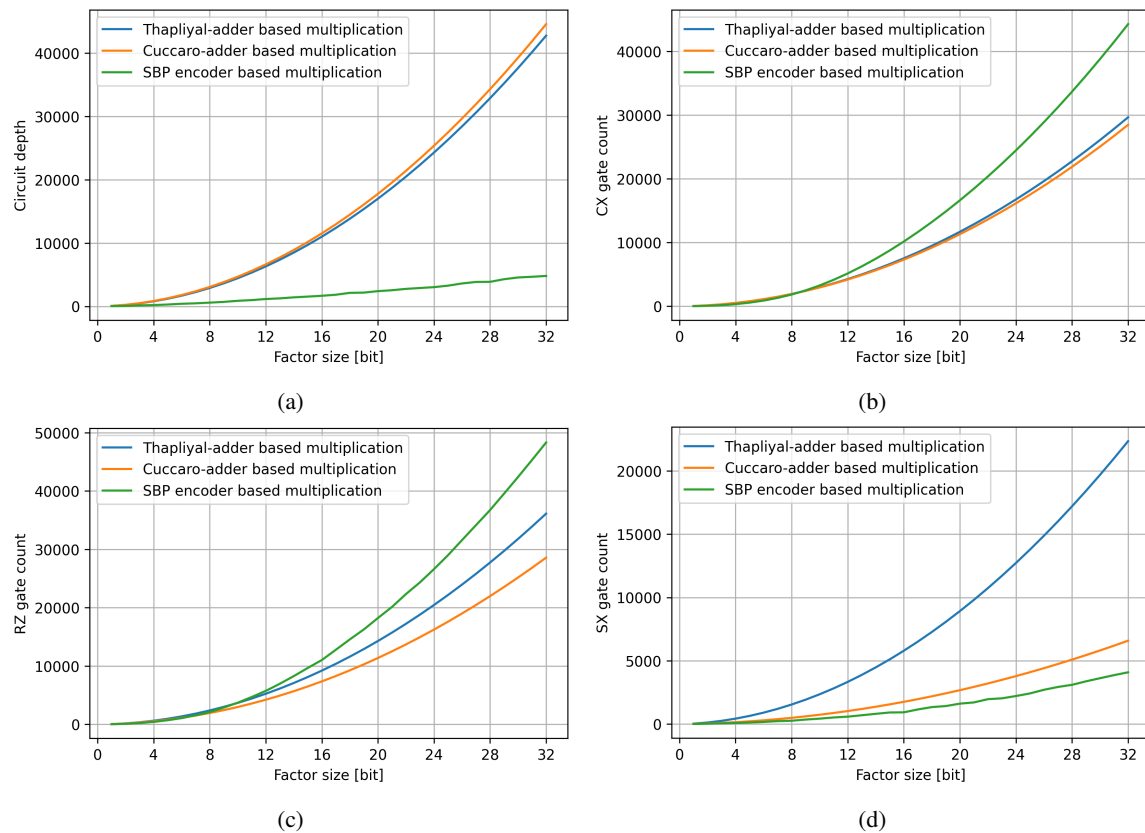 Thapliyal-adder based multiplication
Cuccaro-adder based multiplication
SBP encoder based multiplication
Circuit depth
40000
30000
20000
10000
0
0 4 8 12 16 20 24 28 32
Factor size [bit]
(a)
Thapliyal-adder based multiplication
Cuccaro-adder based multiplication
SBP encoder based multiplication
CX gate count
40000
30000
20000
10000
0
0 4 8 12 16 20 24 28 32
Factor size [bit]
(b)
Thapliyal-adder based multiplication
Cuccaro-adder based multiplication
SBP encoder based multiplication
RZ gate count
50000
40000
30000
20000
10000
0
0 4 8 12 16 20 24 28 32
Factor size [bit]
(c)
Thapliyal-adder based multiplication
Cuccaro-adder based multiplication
SBP encoder based multiplication
SX gate count
20000
15000
10000
5000
0
0 4 8 12 16 20 24 28 32
Factor size [bit]
(d)